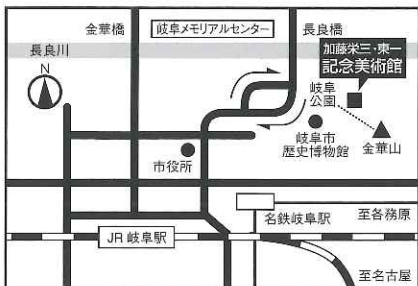 金華橋
岐阜メモリアルセンター
長良橋
長良川
加藤栄三・東一
記念美術館
N
岐阜
公園
岐阜市
歴史博物館
金華山
市役所
名鉄岐阜駅
至各務原
JR 岐阜駅
至名古屋